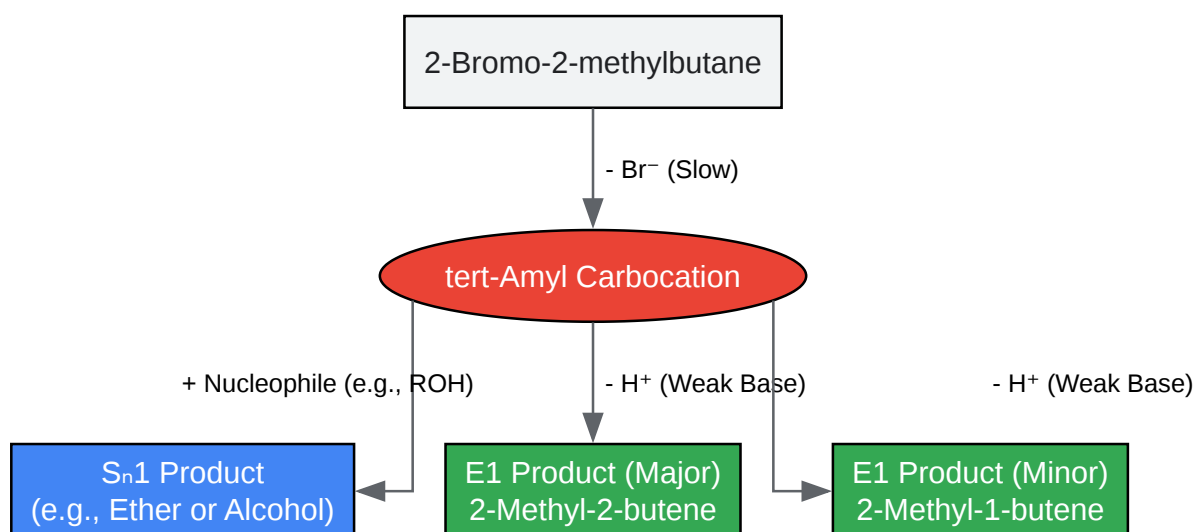 2-Bromo-2-methylbutane
- Br⁻ (Slow)
tert-Amyl Carbocation
+ Nucleophile (e.g., ROH)
- H⁺ (Weak Base)
- H⁺ (Weak Base)
Sₙ1 Product
(e.g., Ether or Alcohol)
E1 Product (Major)
2-Methyl-2-butene
E1 Product (Minor)
2-Methyl-1-butene